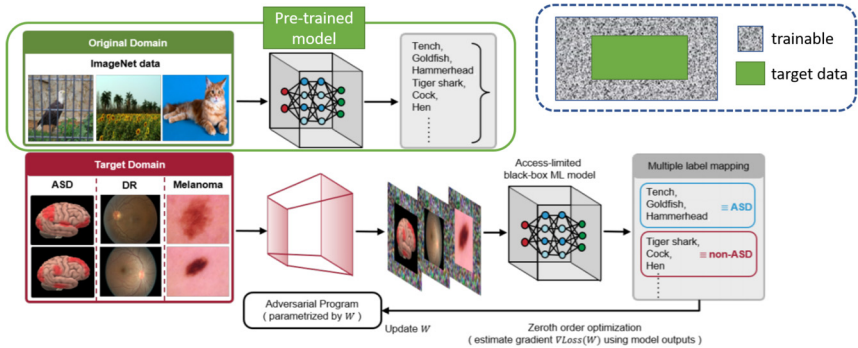 Pre-trained
model
Original Domain
ImageNet data
Tench,
Goldfish,
Hammerhead
Tiger shark,
Cock,
Hen
trainable
target data
Target Domain
ASD
DR
Melanoma
Access-limited
black-box ML model
Multiple label mapping
Tench,
Goldfish,
Hammerhead
≡ ASD
Tiger shark,
Cock,
Hen
≡ non-ASD
Adversarial Program
( parametrized by W )
Update W
Zeroth order optimization
( estimate gradient ∇Loss(W) using model outputs )